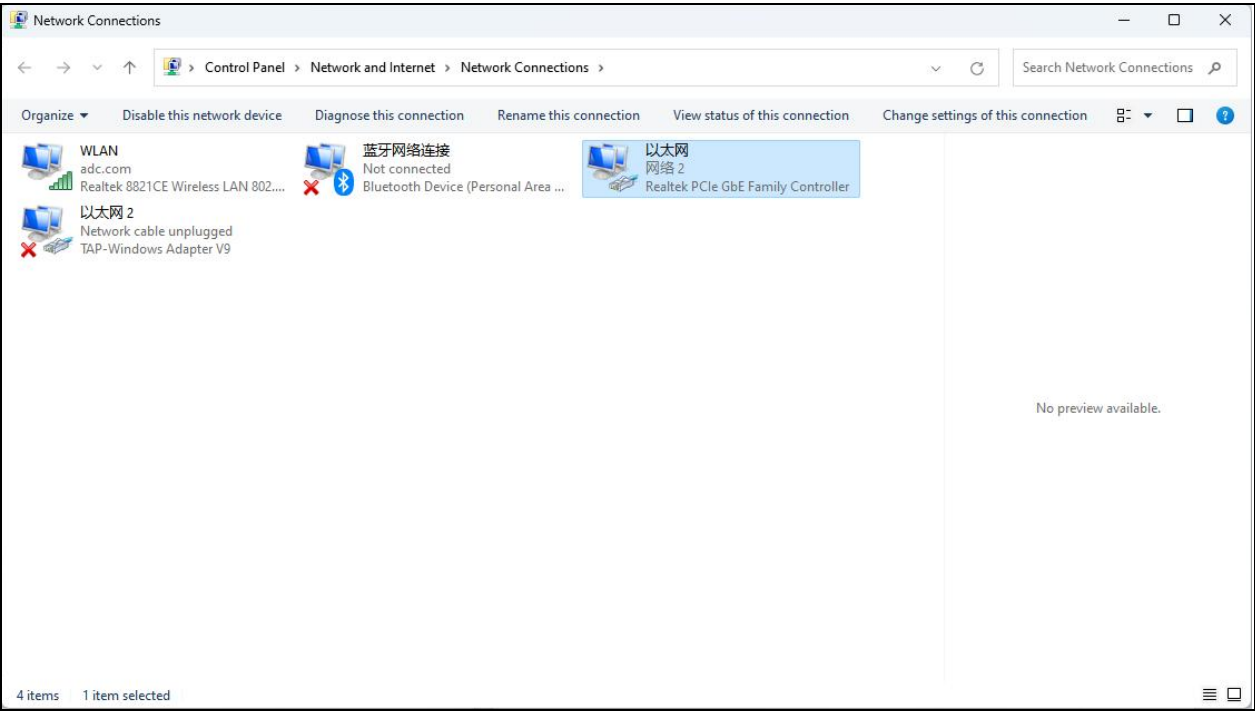 Network Connections
Control Panel > Network and Internet > Network Connections >
Search Network Connections
Organize
Disable this network device
Diagnose this connection
Rename this connection
View status of this connection
Change settings of this connection
WLAN
adc.com
Realtek 8821CE Wireless LAN 802....
蓝牙网络连接
Not connected
Bluetooth Device (Personal Area ...
以太网
网络 2
Realtek PCIe GbE Family Controller
以太网 2
Network cable unplugged
TAP-Windows Adapter V9
No preview available.
4 items
1 item selected